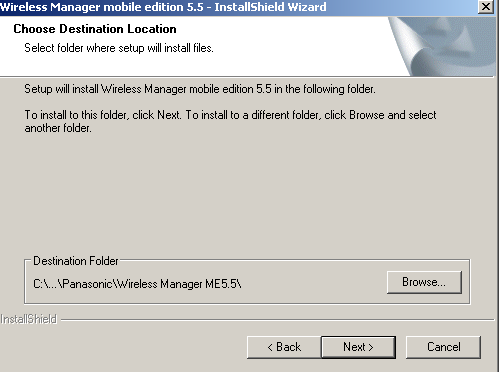 Wireless Manager mobile edition 5.5 - InstallShield Wizard
Choose Destination Location
Select folder where setup will install files.
Setup will install Wireless Manager mobile edition 5.5 in the following folder.
To install to this folder, click Next. To install to a different folder, click Browse and select
another folder.
Destination Folder
C:\...\Panasonic\Wireless Manager ME5.5\
Browse...
InstallShield
< Back
Next >
Cancel